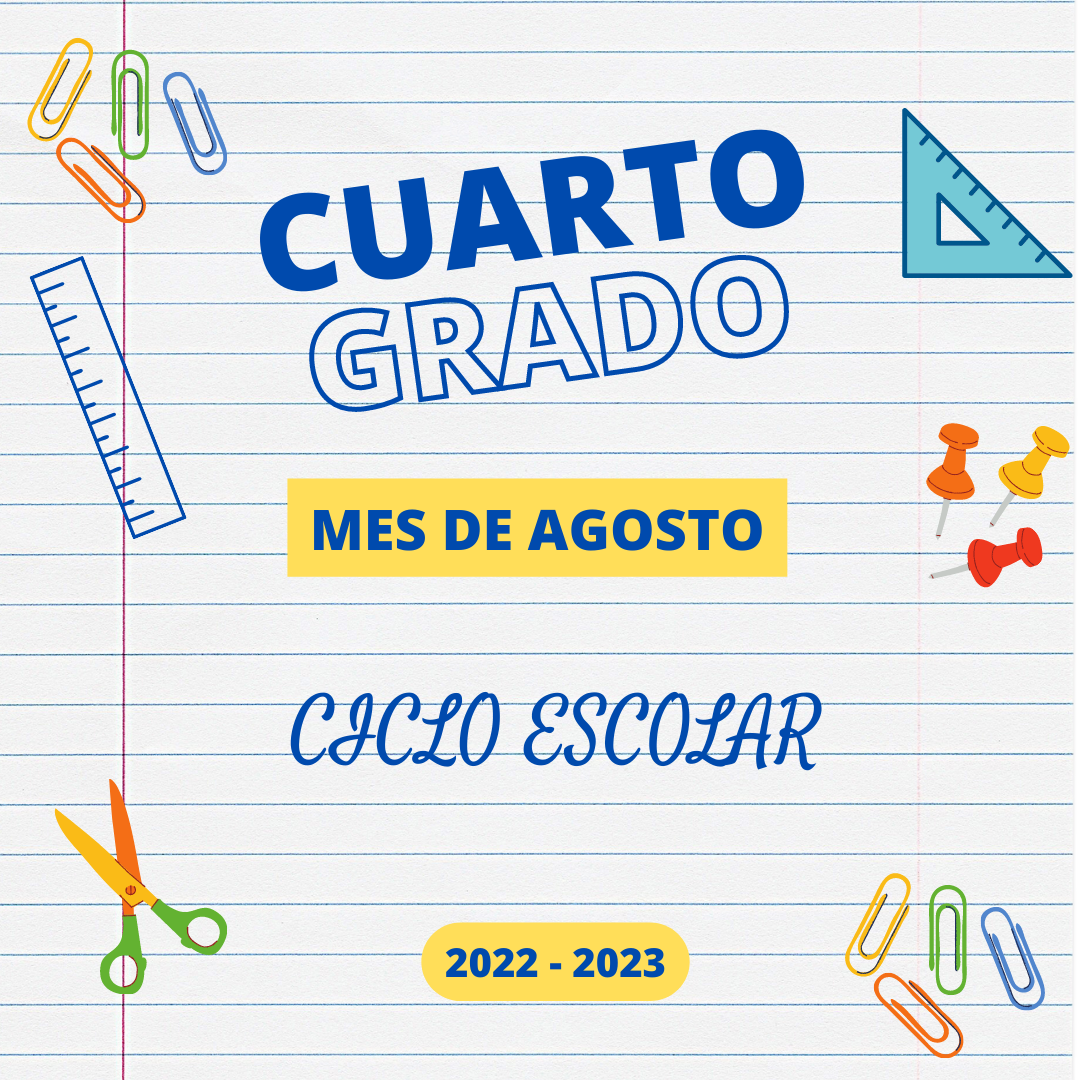 CUARTO
GRADO
MES DE AGOSTO
CICLO ESCOLAR
2022 - 2023